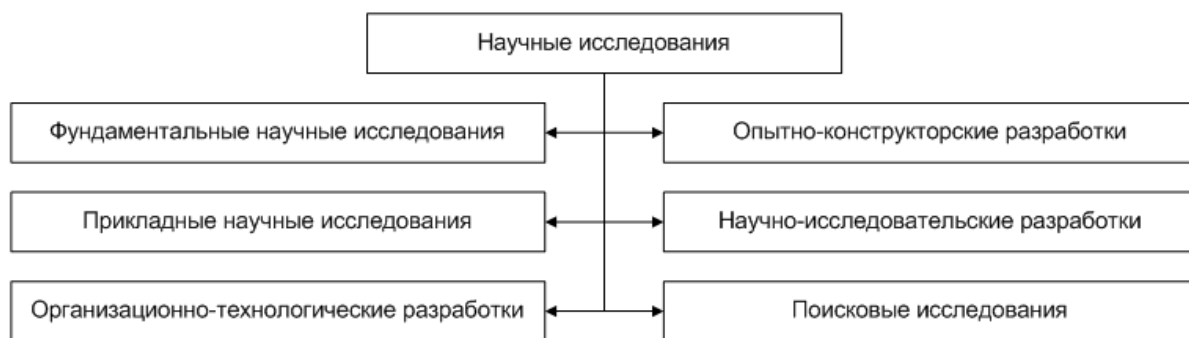 Научные исследования
Фундаментальные научные исследования
Опытно-конструкторские разработки
Прикладные научные исследования
Научно-исследовательские разработки
Организационно-технологические разработки
Поисковые исследования